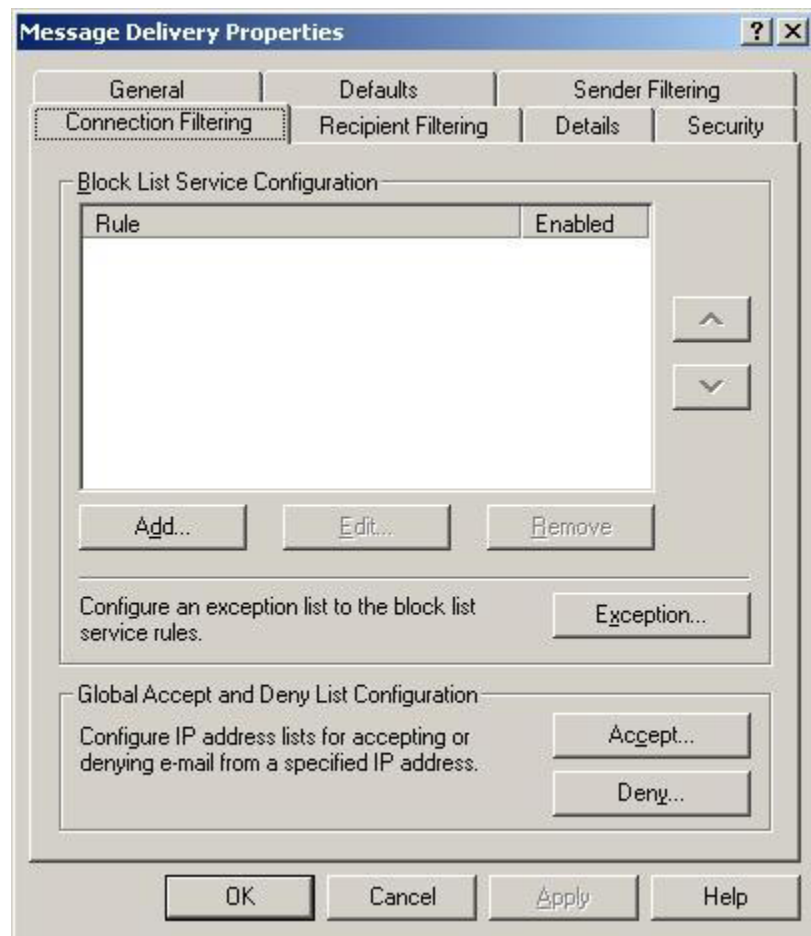 Message Delivery Properties
General Defaults Sender Filtering
Connection Filtering Recipient Filtering Details Security
Block List Service Configuration
Rule Enabled
Add... Edit... Remove
Configure an exception list to the block list
service rules.
Exception...
Global Accept and Deny List Configuration
Configure IP address lists for accepting or
denying e-mail from a specified IP address.
Accept...
Deny...
OK Cancel Apply Help